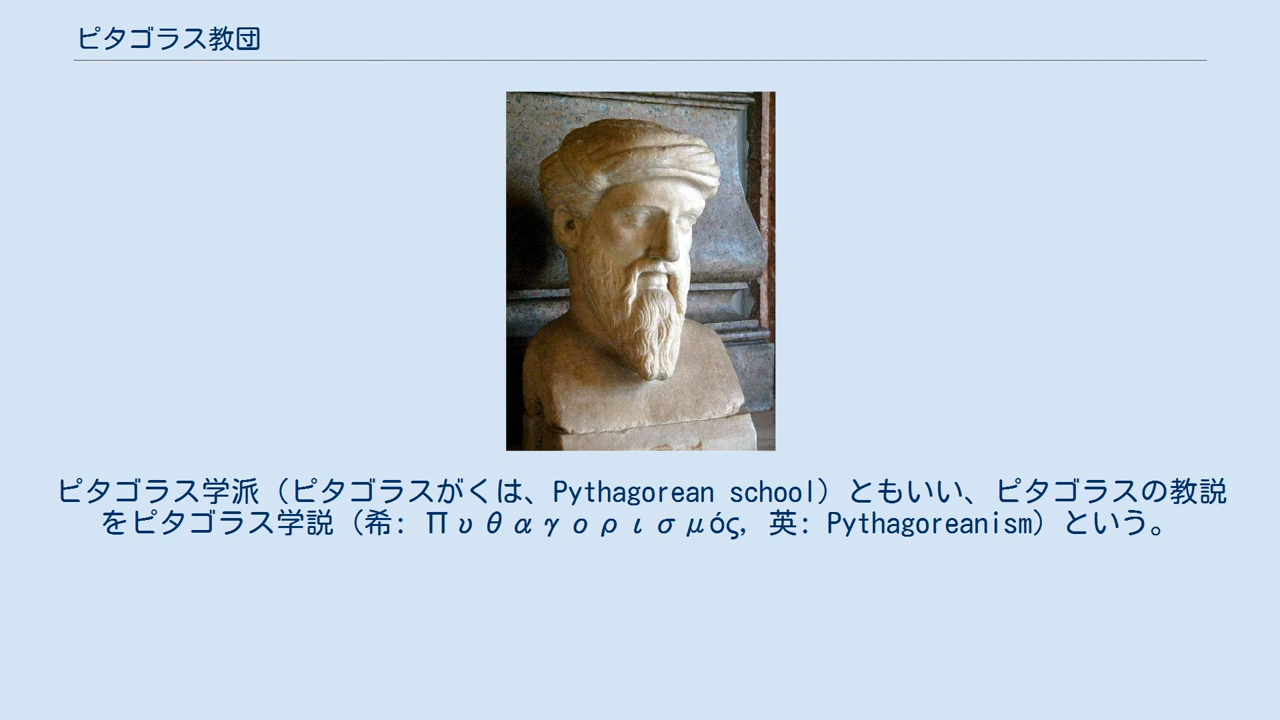 ピタゴラス教団
ピタゴラス学派（ピタゴラスがくは、Pythagorean school）ともいい、ピタゴラスの教説
をピタゴラス学説（希: Πυθαγορισμός, 英: Pythagoreanism）という。